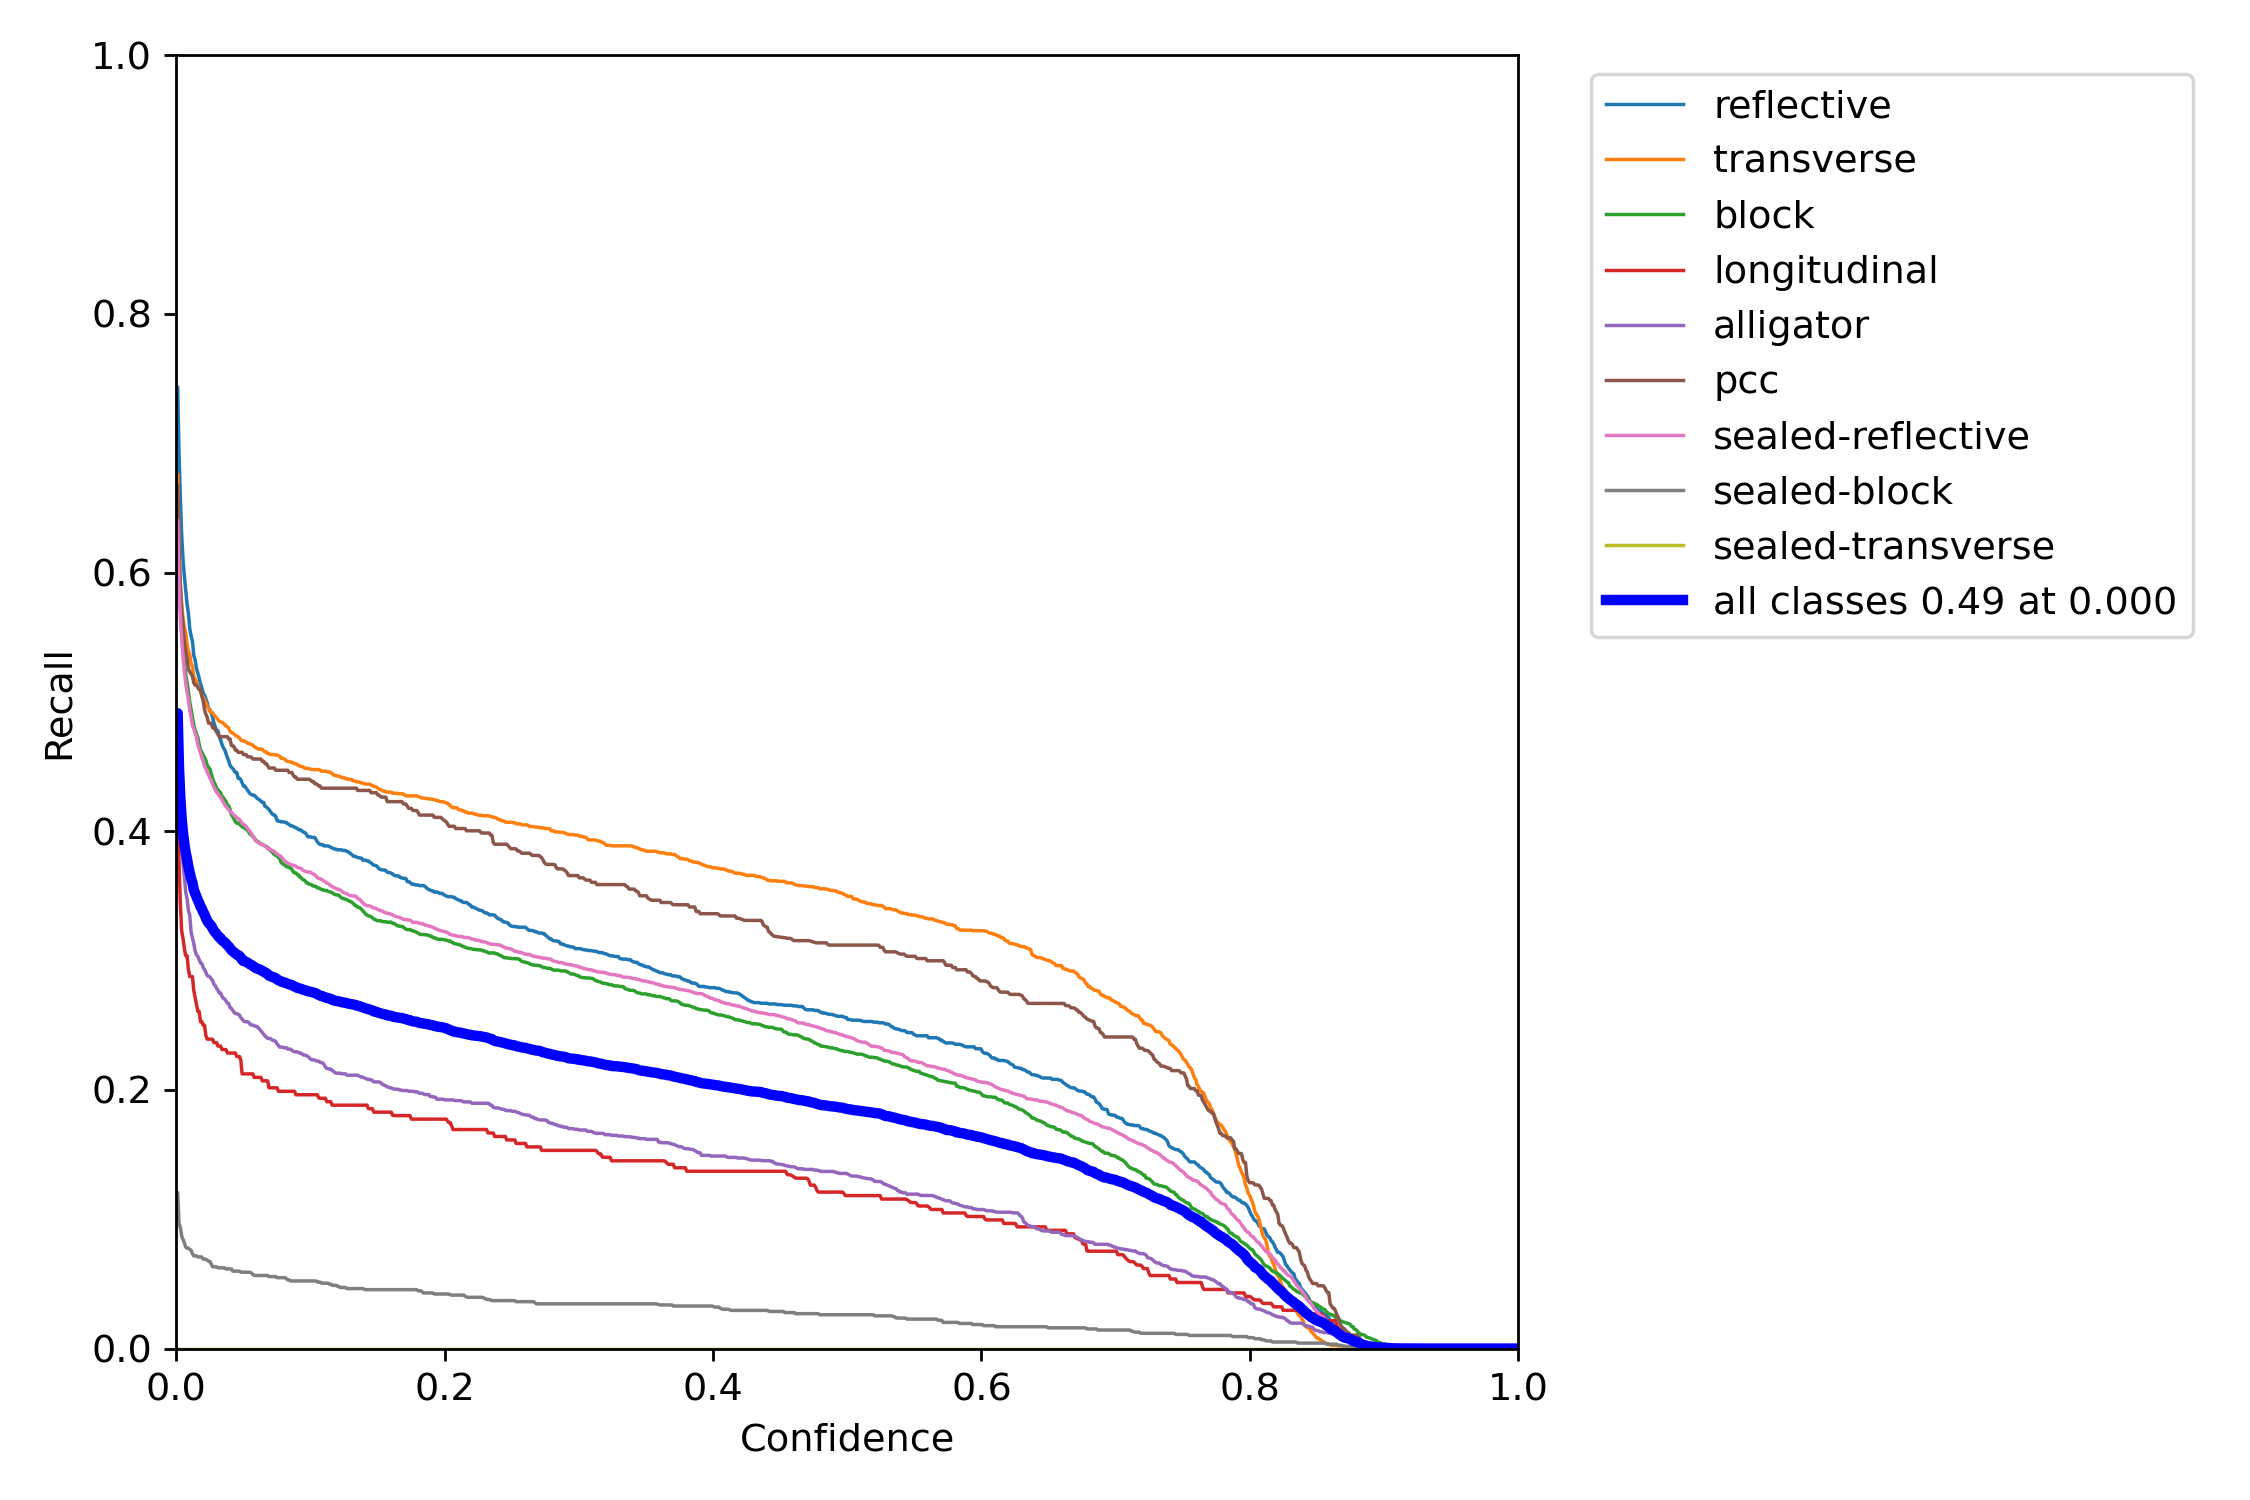 1.0
0.8
0.6
0.4
0.2
0.0
Recall
0.0 0.2 0.4 0.6 0.8 1.0
Confidence
reflective
transverse
block
longitudinal
alligator
pcc
sealed-reflective
sealed-block
sealed-transverse
all classes 0.49 at 0.000